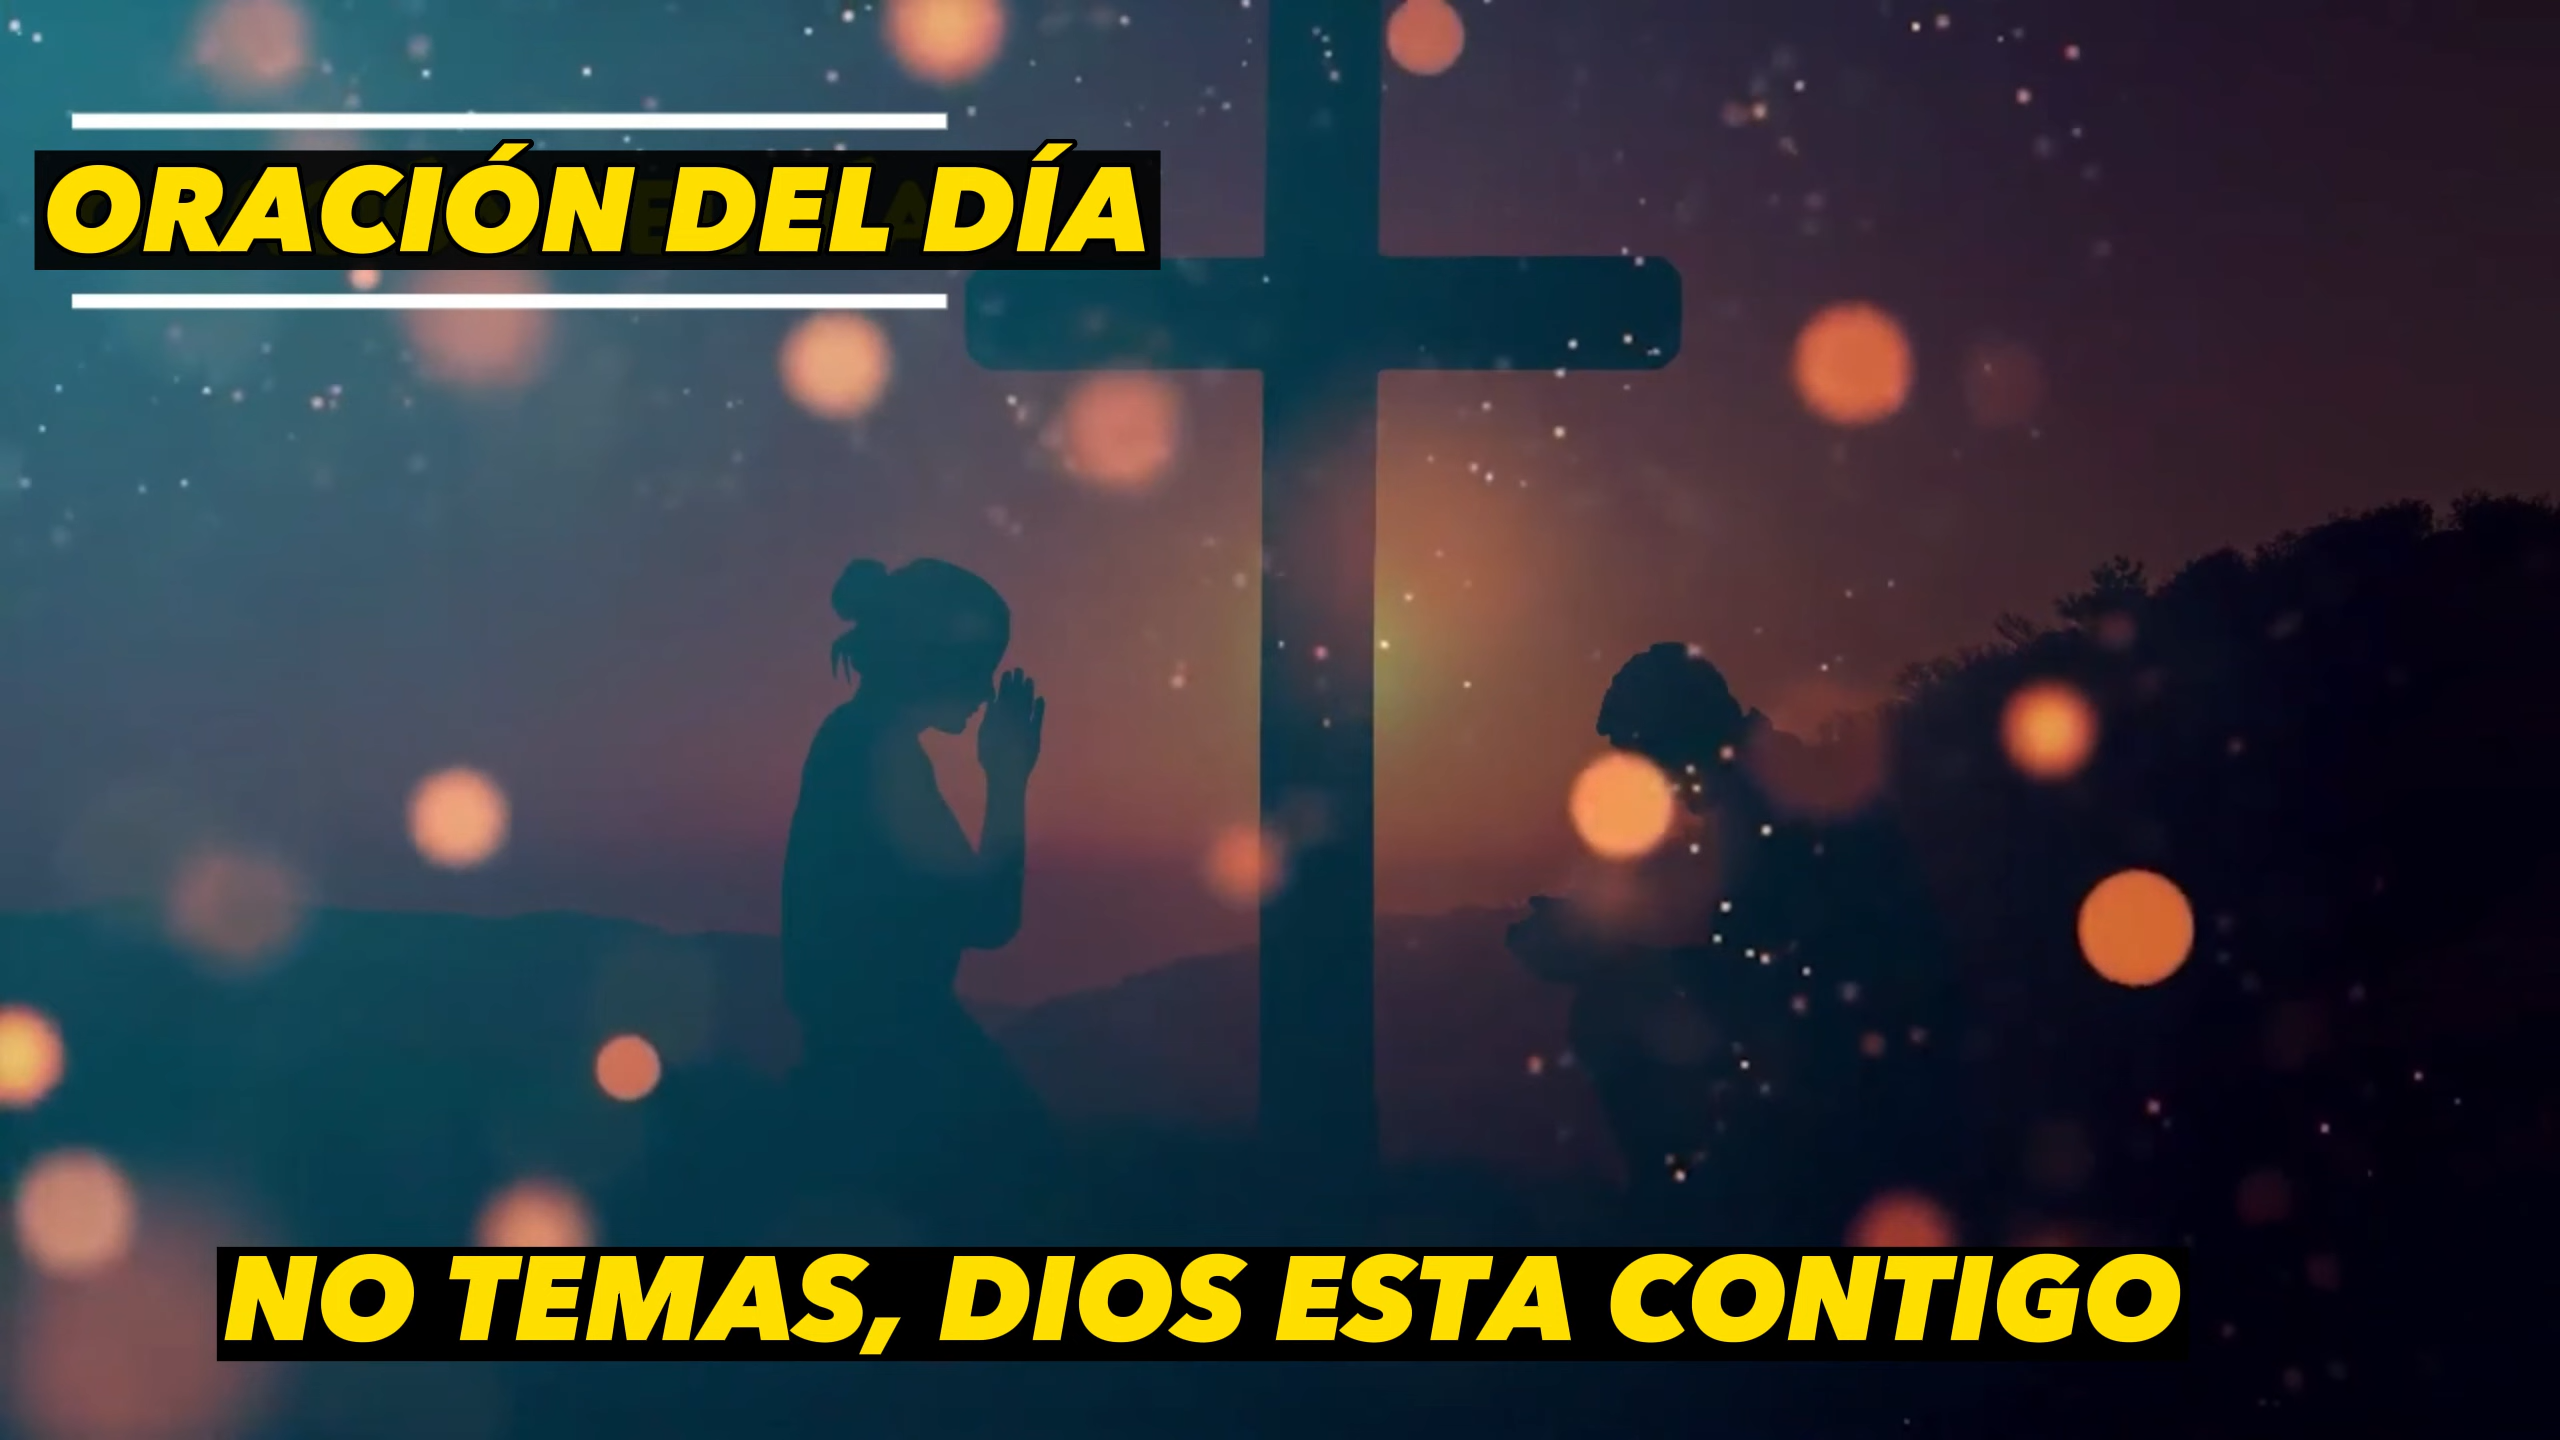 ORACIÓN DEL DÍA
NO TEMAS, DIOS ESTA CONTIGO